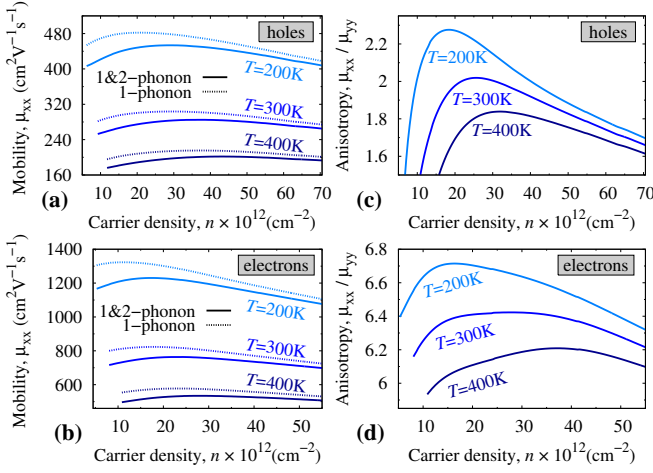 Mobility, μxx (cm²V⁻¹s⁻¹)
480
400
320
240
160
holes
T=200K
1&2−phonon
1−phonon
T=300K
T=400K
0 10 20 30 40 50 60 70
(a)
Carrier density, n × 10¹²(cm⁻²)
Anisotropy, μxx / μyy
2.2
2
1.8
1.6
holes
T=200K
T=300K
T=400K
0 10 20 30 40 50 60 70
(c)
Carrier density, n × 10¹²(cm⁻²)
Mobility, μxx (cm²V⁻¹s⁻¹)
1400
1200
1000
800
600
electrons
T=200K
1&2−phonon
1−phonon
T=300K
T=400K
10 20 30 40 50
(b)
Carrier density, n × 10¹²(cm⁻²)
Anisotropy, μxx / μyy
6.8
6.6
6.4
6.2
6
electrons
T=200K
T=300K
T=400K
10 20 30 40 50
(d)
Carrier density, n × 10¹²(cm⁻²)